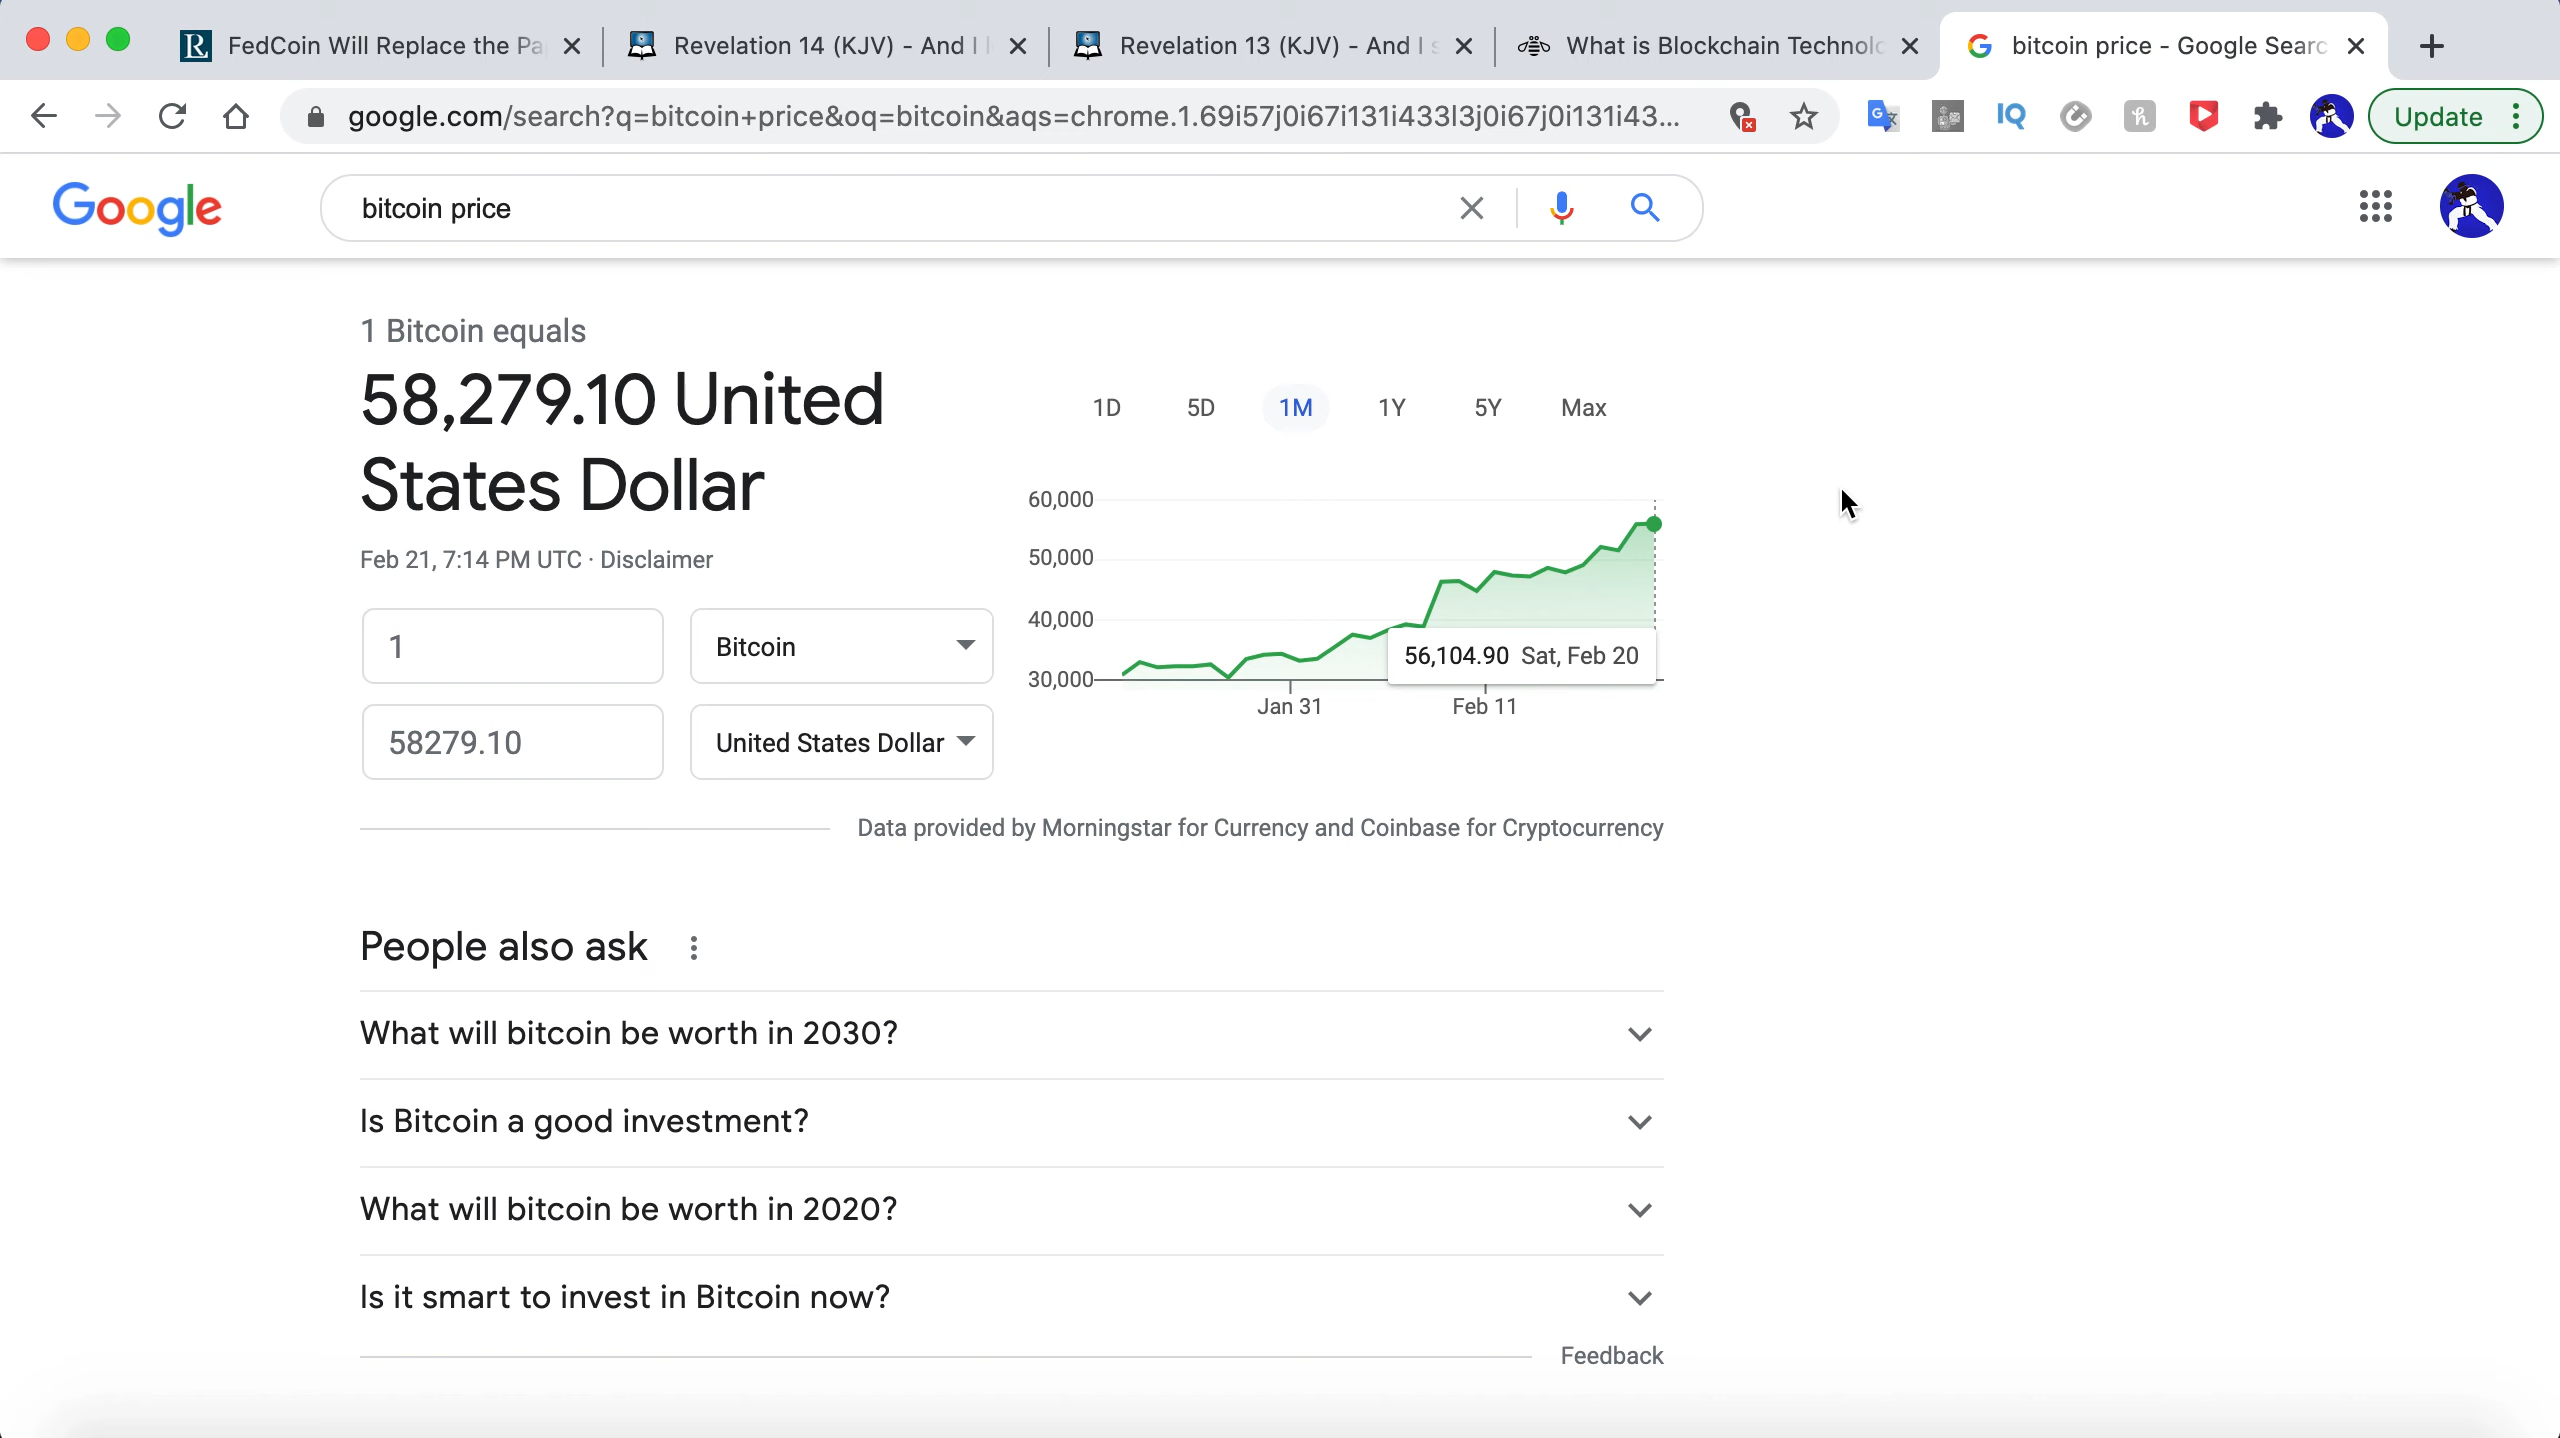 FedCoin Will Replace the Pa
Revelation 14 (KJV) - And I l
Revelation 13 (KJV) - And I s
What is Blockchain Technolo
bitcoin price - Google Searc
google.com/search?q=bitcoin+price&oq=bitcoin&aqs=chrome.1.69i57j0i67i131i433l3j0i67j0i131i43...
IQ
Update
Google
bitcoin price
1 Bitcoin equals
58,279.10 United
States Dollar
Feb 21, 7:14 PM UTC · Disclaimer
1
Bitcoin
58279.10
United States Dollar
1D 5D 1M 1Y 5Y Max
60,000
50,000
40,000
30,000
56,104.90 Sat, Feb 20
Jan 31 Feb 11
Data provided by Morningstar for Currency and Coinbase for Cryptocurrency
People also ask
What will bitcoin be worth in 2030?
Is Bitcoin a good investment?
What will bitcoin be worth in 2020?
Is it smart to invest in Bitcoin now?
Feedback